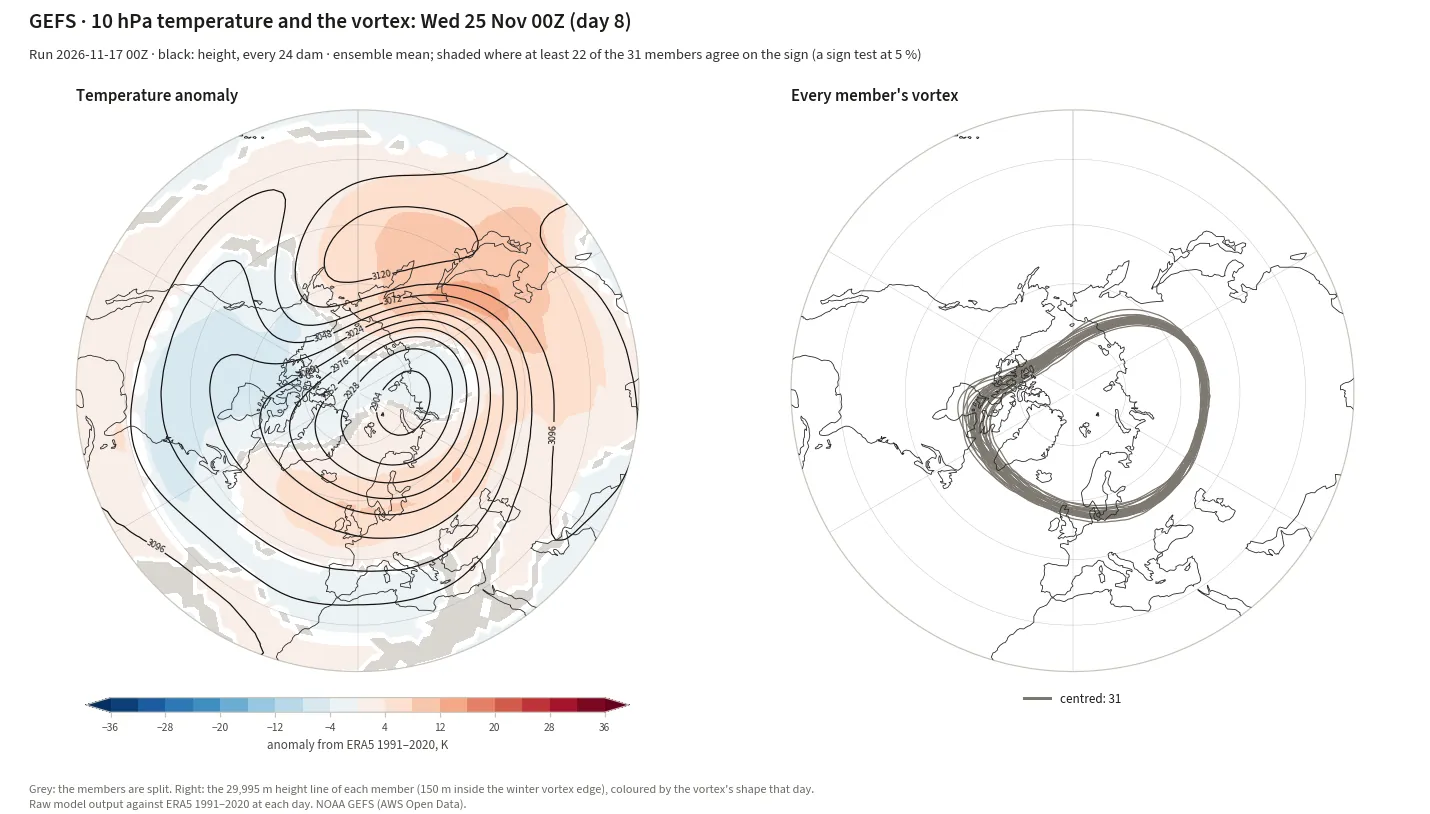 GEFS · 10 hPa temperature and the vortex: Wed 25 Nov 00Z (day 8)
Run 2026-11-17 00Z · black: height, every 24 dam · ensemble mean; shaded where at least 22 of the 31 members agree on the sign (a sign test at 5 %)
Temperature anomaly
Every member's vortex
3120
3072
3048
3024
2976
2928
2904
3096
3096
centred: 31
−36
−28
−20
−12
−4
4
12
20
28
36
anomaly from ERA5 1991–2020, K
Grey: the members are split. Right: the 29,995 m height line of each member (150 m inside the winter vortex edge), coloured by the vortex's shape that day.
Raw model output against ERA5 1991–2020 at each day. NOAA GEFS (AWS Open Data).